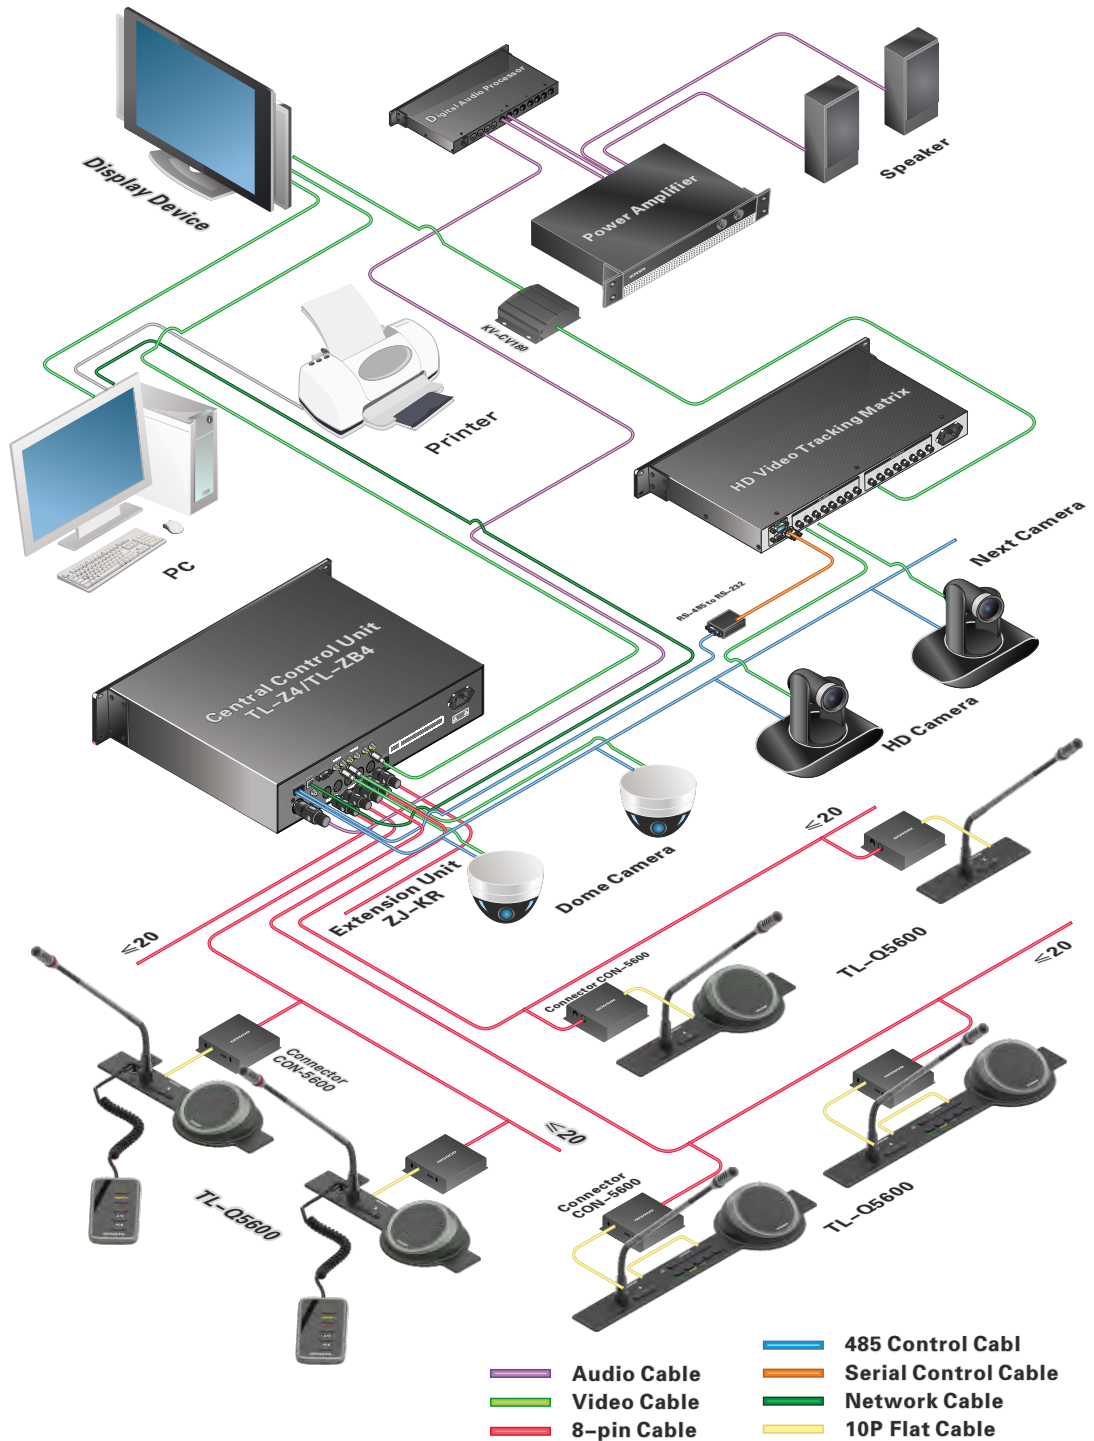 Digital Audio Processor
Display Device
Power Amplifier
Speaker
KV-CV180
Printer
HD Video Tracking Matrix
PC
Next Camera
RS-485 to RS-232
Central Control Unit
TL-Z4/TL-ZB4
HD Camera
Dome Camera
Extension Unit
ZJ-KR
≤20
≤20
TL-Q5600
Connector CON-5600
≤20
Connector
CON-5600
≤20
TL-Q5600
Connector
CON-5600
TL-Q5600
485 Control Cabl
Audio Cable
Serial Control Cable
Video Cable
Network Cable
8-pin Cable
10P Flat Cable